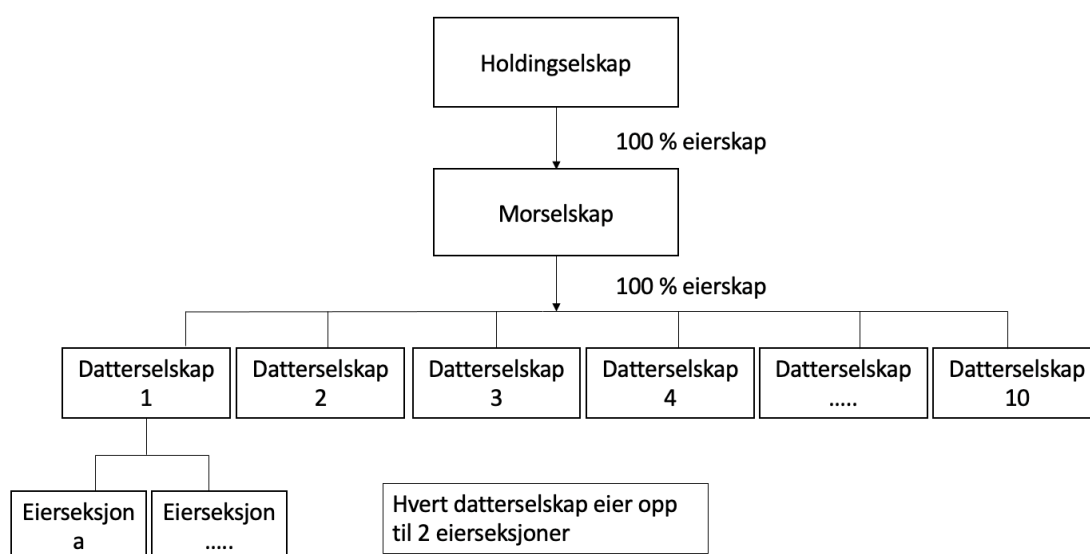 Holdingselskap
100 % eierskap
Morselskap
100 % eierskap
Datterselskap
1
Datterselskap
2
Datterselskap
3
Datterselskap
4
Datterselskap
.....
Datterselskap
10
Eierseksjon
a
Eierseksjon
.....
Hvert datterselskap eier opp
til 2 eierseksjoner